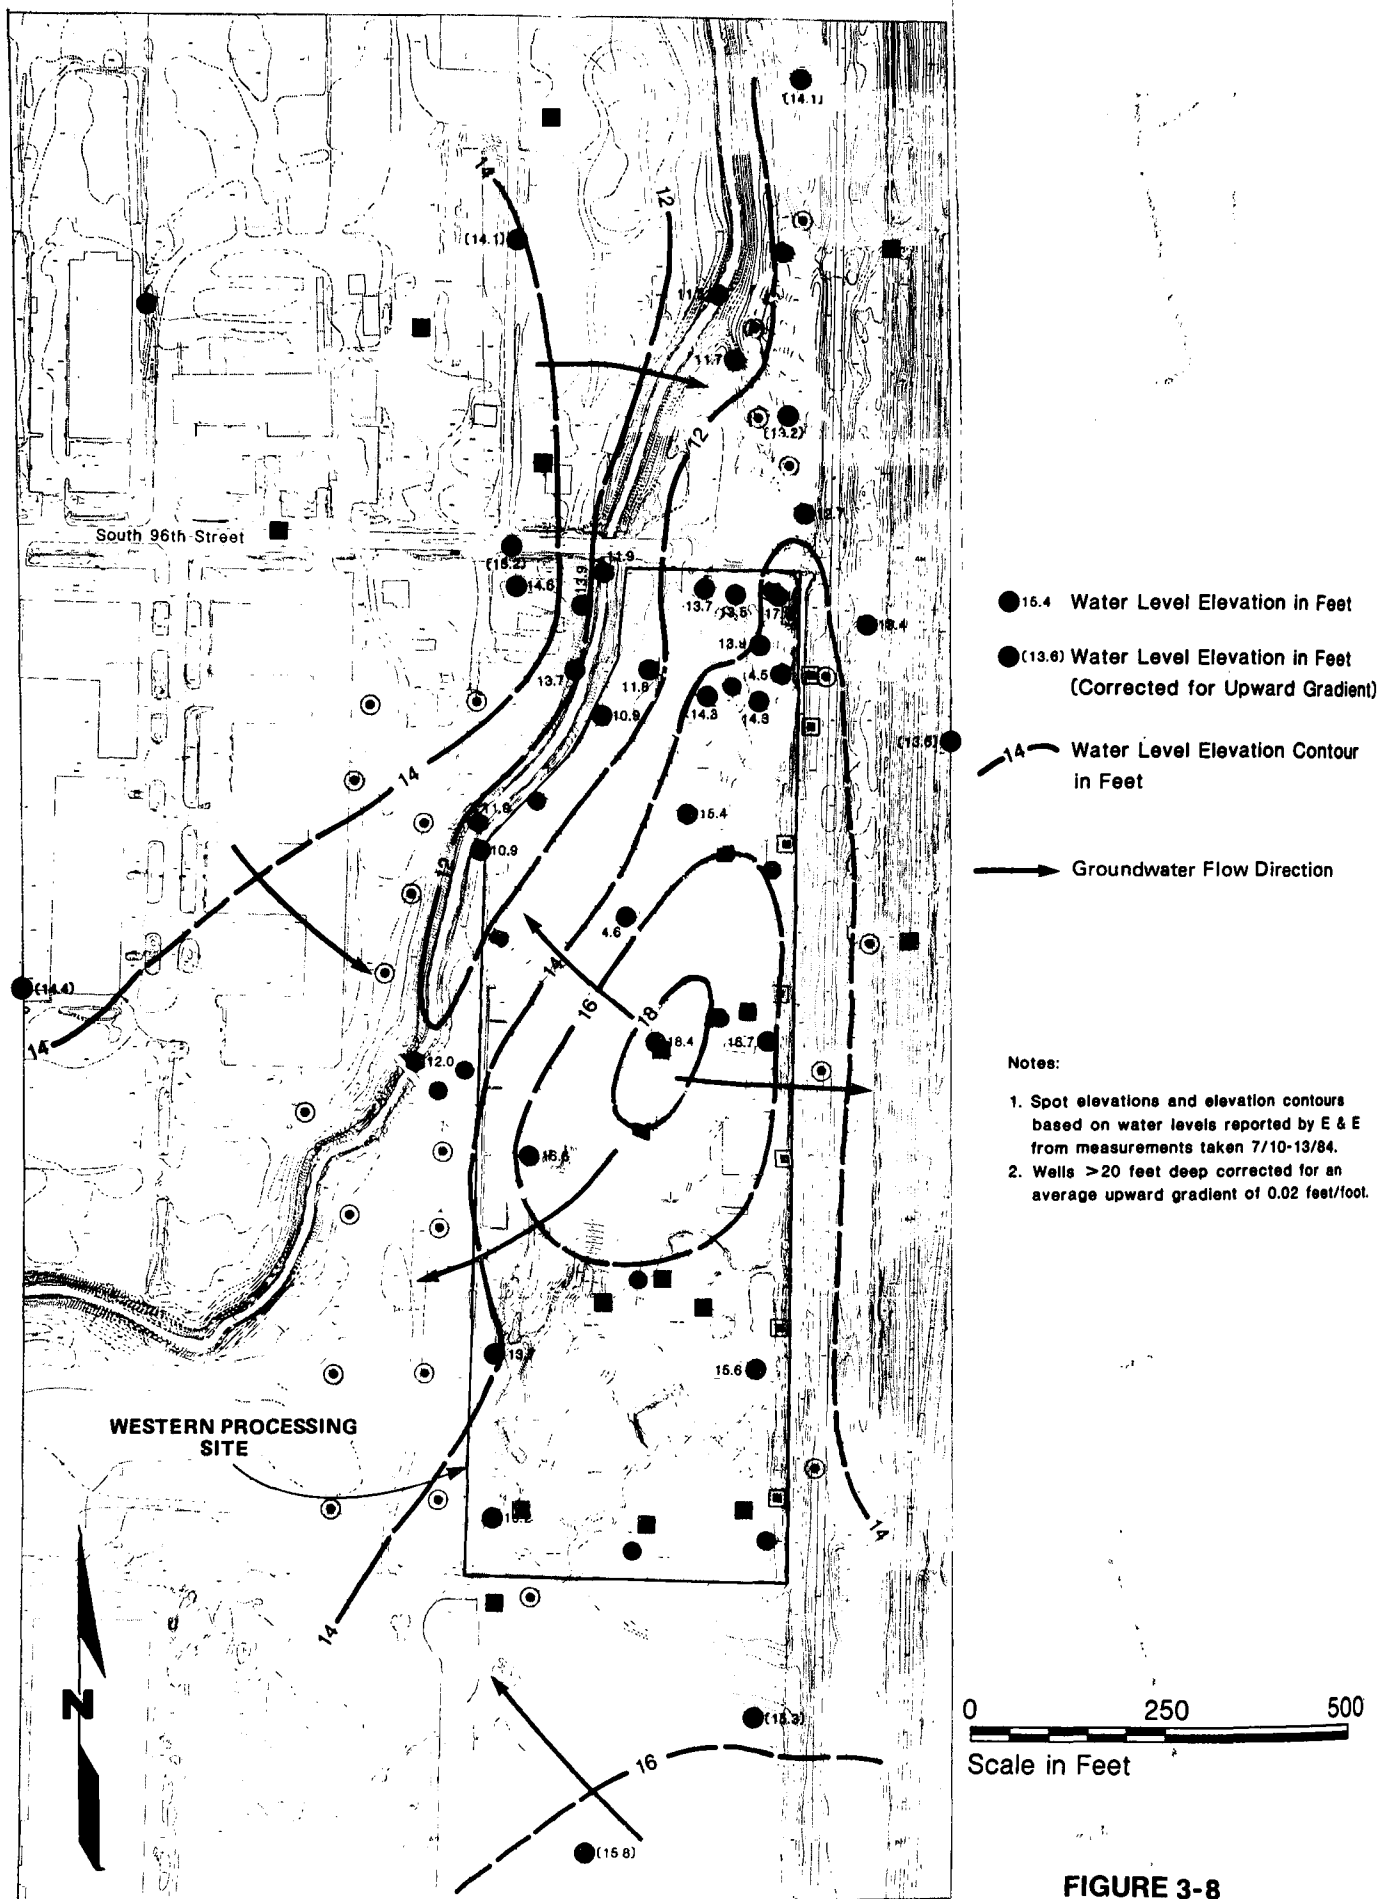 (14.1)
14
12
(14.1)
11.7
12
(13.2)
South 96th Street
(15.2)
11.9
13.9
14.6
13.7
13.5
17
13.4
13.7
11.8
14.5
14.3
14.3
10.9
(13.6)
14
11.9
15.4
10.9
12
4.6
14
16
(14.4)
18
18.4
16.7
14
12.0
16.6
13
15.6
WESTERN PROCESSING
SITE
14
14
N
(15.3)
16
(15 8)
15.4 Water Level Elevation in Feet
(13.6) Water Level Elevation in Feet
(Corrected for Upward Gradient)
14 Water Level Elevation Contour
in Feet
Groundwater Flow Direction
Notes:
1. Spot elevations and elevation contours
based on water levels reported by E & E
from measurements taken 7/10-13/84.
2. Wells >20 feet deep corrected for an
average upward gradient of 0.02 feet/foot.
0 250 500
Scale in Feet
FIGURE 3-8